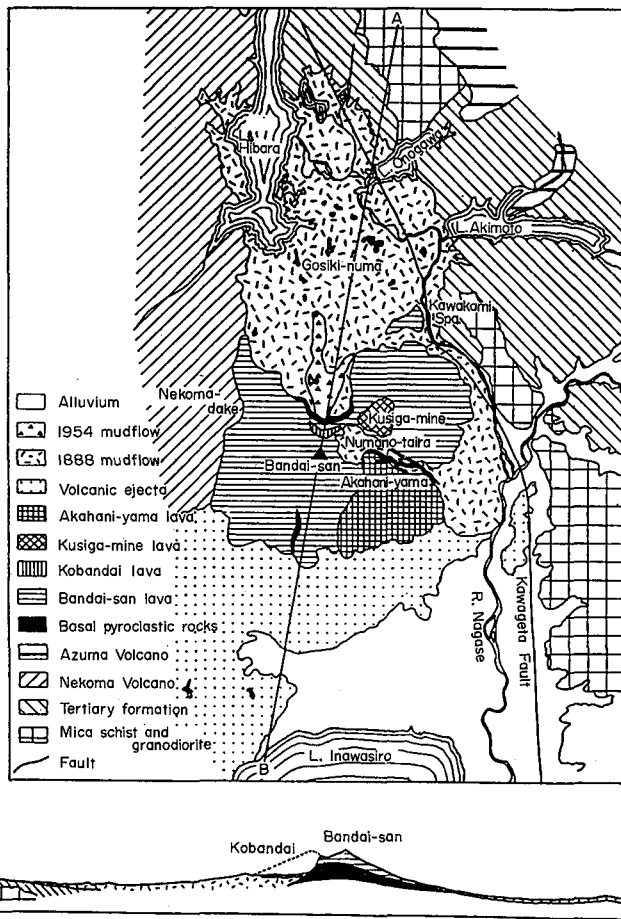 A
Hibara
L. Onogawa
L. Akimoto
Gosiki-numa
Kawakami
Spa
Nekoma-
dake
Kusiga-mine
Numano-taira
Bandai-san
Akahani-yama
R. Nagase
Kawageta Fault
L. Inawasiro
B
Alluvium
1954 mudflow
1888 mudflow
Volcanic ejecta
Akahani-yama lava
Kusiga-mine lava
Kobandai lava
Bandai-san lava
Basal pyroclastic rocks
Azuma Volcano
Nekoma Volcano
Tertiary formation
Mica schist and
granodiorite
Fault
Kobandai
Bandai-san